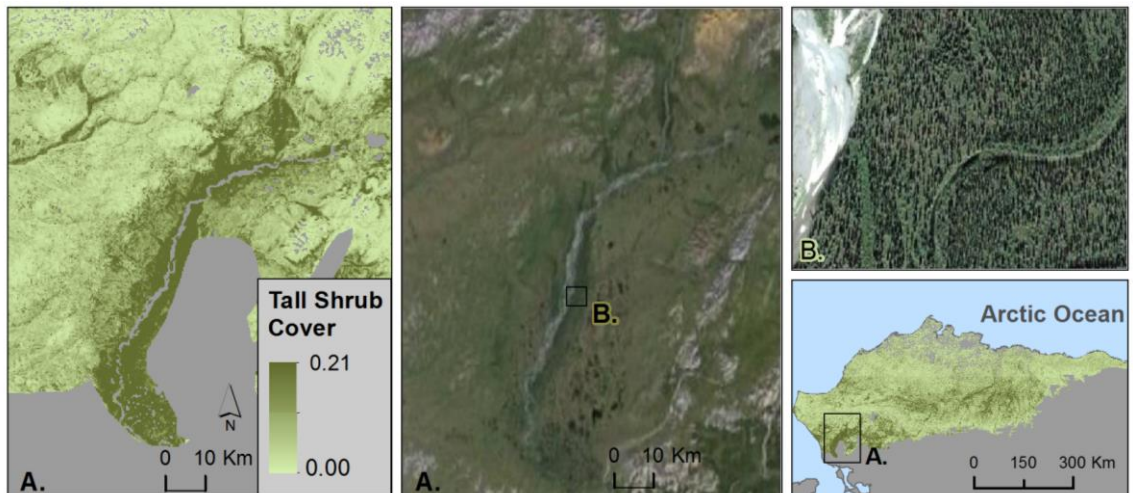 Tall Shrub
Cover
0.21
0.00
N
0 10 Km
A.
B.
0 10 Km
A.
B.
Arctic Ocean
A.
0 150 300 Km